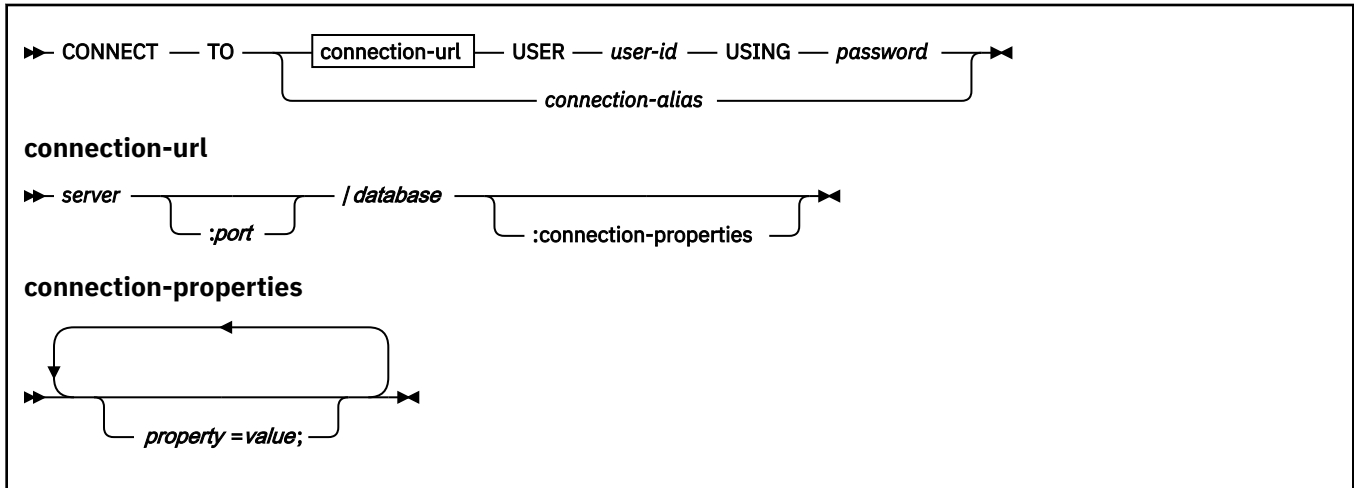 CONNECT TO connection-url USER user-id USING password
connection-alias
connection-url
server /database
:port :connection-properties
connection-properties
property =value;